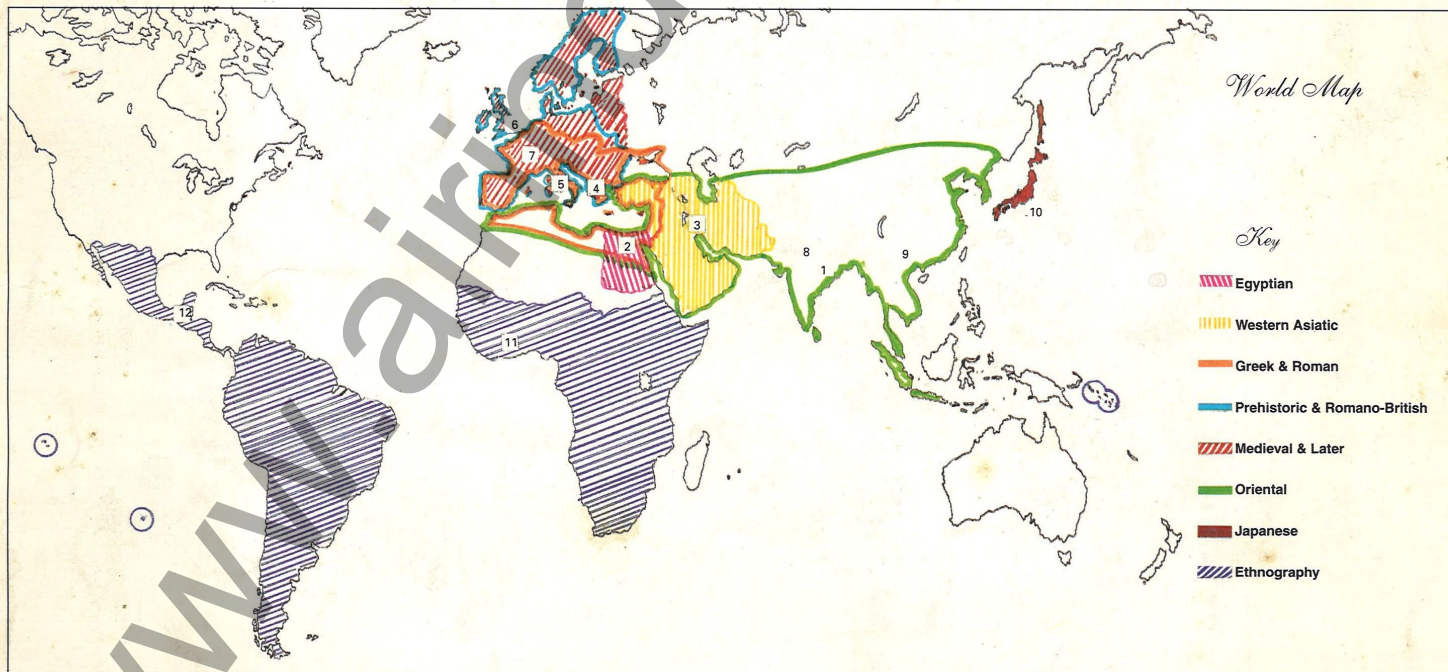 World Map
6
7
5
4
3
2
10
8
9
1
12
11
Key
Egyptian
Western Asiatic
Greek & Roman
Prehistoric & Romano-British
Medieval & Later
Oriental
Japanese
Ethnography